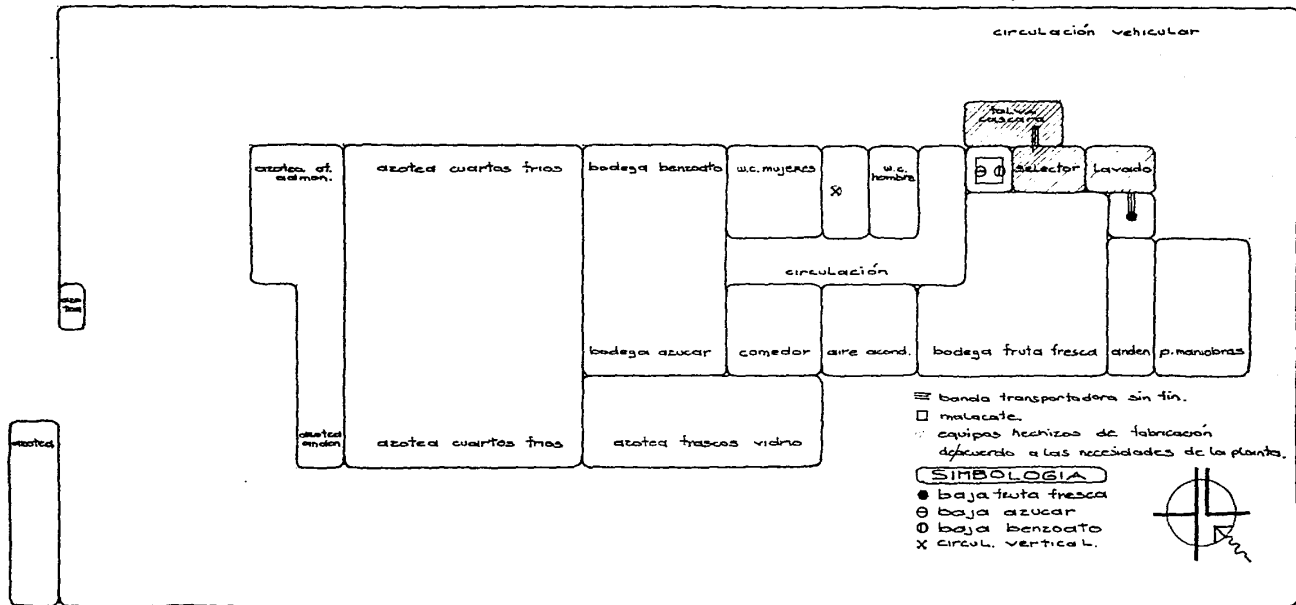 circulación vehicular
tolva
cascara
azotea of.
admon.
azotea cuartos frios
bodega benzoato
w.c. mujeres
w.c.
hombre
selector
lavado
circulación
azo
tea
bodega azucar
comedor
aire acond.
bodega fruta fresca
anden
p. maniobras
azotea
azotea
anden
azotea cuartos frios
azotea frascos vidrio
banda transportadora sin fin.
malacate.
equipos hechizos de fabricación
de/acuerdo a las necesidades de la planta.
SIMBOLOGIA
baja fruta fresca
baja azucar
baja benzoato
circul. vertical.